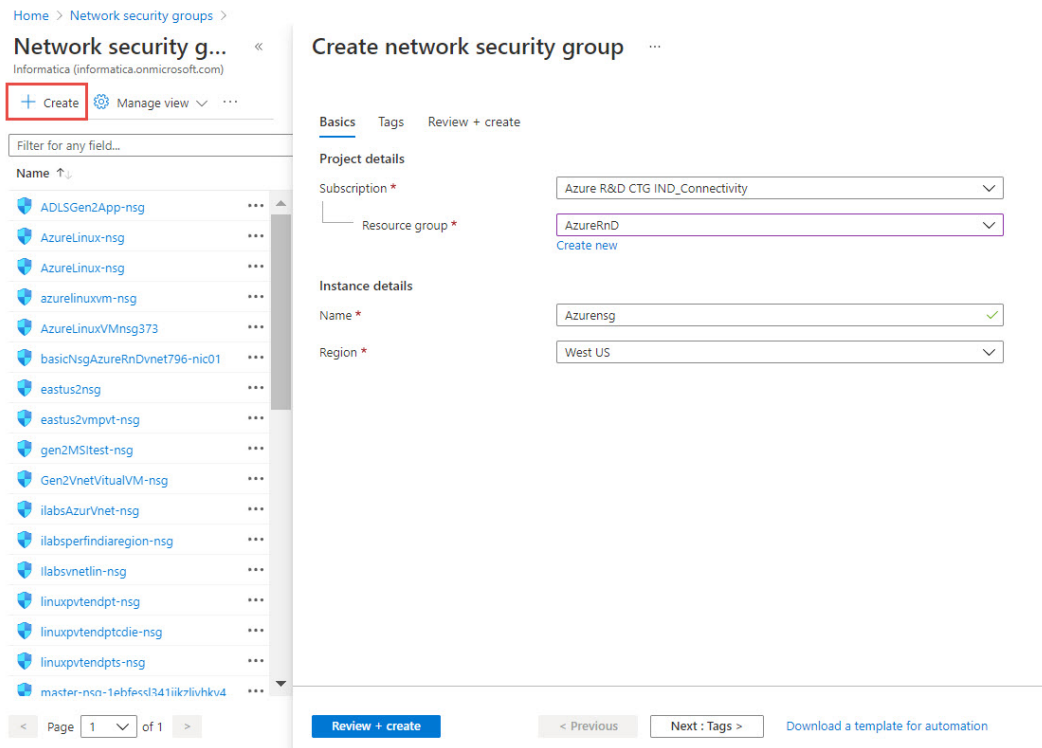 Home > Network security groups >
Network security g... «
Informatica (informatica.onmicrosoft.com)
+ Create Manage view ...
Filter for any field...
Name ↑↓
ADLSGen2App-nsg ...
AzureLinux-nsg ...
AzureLinux-nsg ...
azurelinuxvm-nsg ...
AzureLinuxVMnsg373 ...
basicNsgAzureRnDvnet796-nic01 ...
eastus2nsg ...
eastus2vmpvt-nsg ...
gen2MSItest-nsg ...
Gen2VnetVitualVM-nsg ...
ilabsAzurVnet-nsg ...
ilabsperfindiaregion-nsg ...
Ilabsvnetlin-nsg ...
linuxpvtendpt-nsg ...
linuxpvtendptcdie-nsg ...
linuxpvtendpts-nsg ...
< Page 1 of 1 >
Create network security group ...
Basics Tags Review + create
Project details
Subscription * Azure R&D CTG IND_Connectivity
Resource group * AzureRnD
Create new
Instance details
Name * Azurensg
Region * West US
Review + create < Previous Next : Tags > Download a template for automation